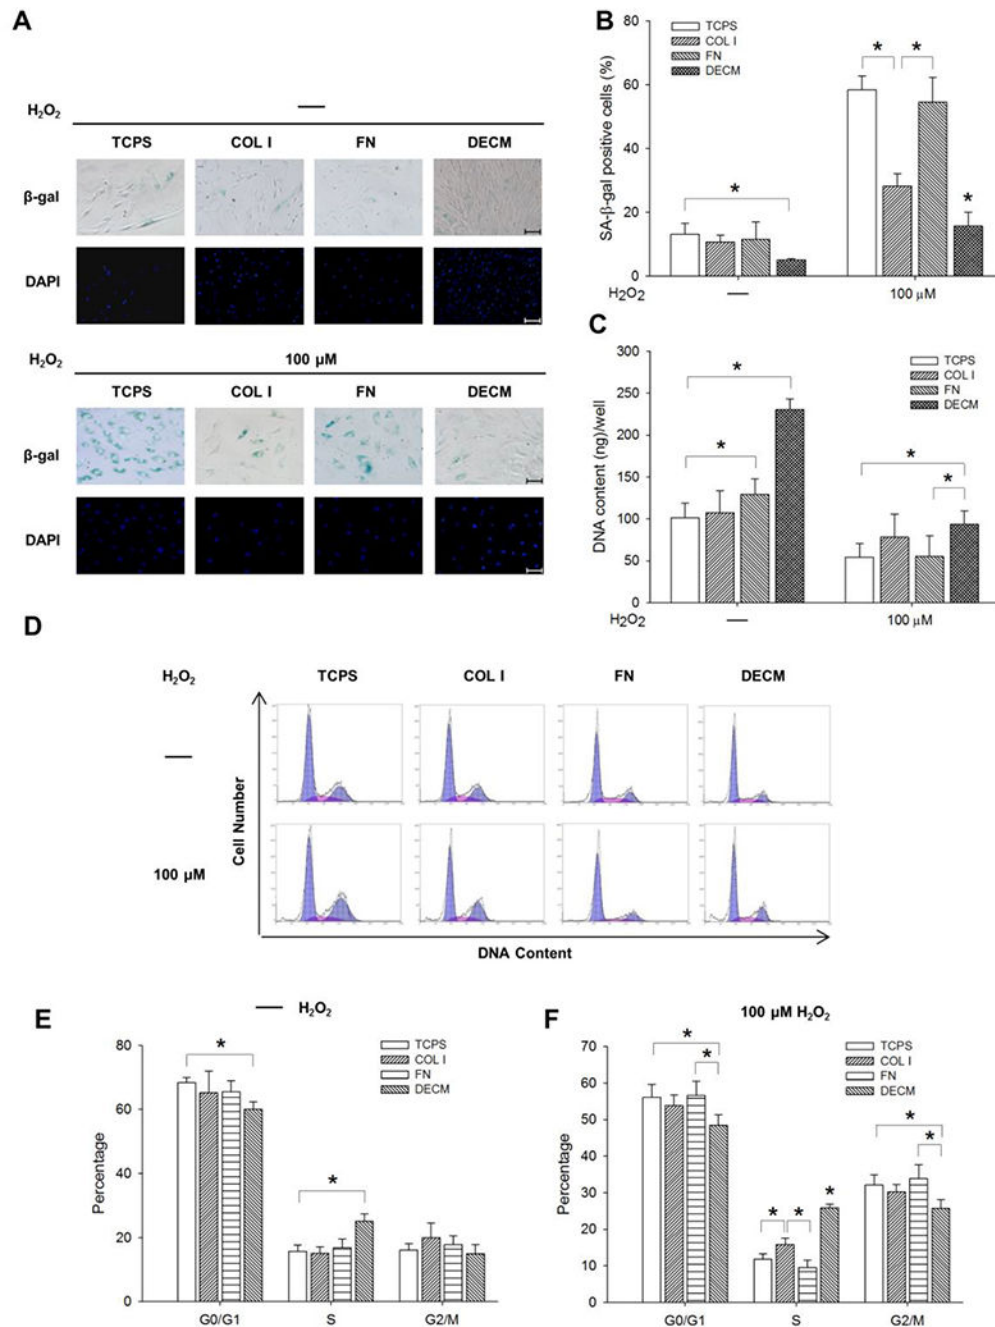 A
H₂O₂ —
TCPS COL I FN DECM
β-gal
DAPI
H₂O₂ 100 μM
TCPS COL I FN DECM
β-gal
DAPI
B
TCPS
COL I
FN
DECM
* *
* *
SA-β-gal positive cells (%)
80
60
40
20
0
H₂O₂ — 100 μM
C
TCPS
COL I
FN
DECM
* *
* *
DNA content (ng)/well
300
250
200
150
100
50
0
H₂O₂ — 100 μM
D
H₂O₂ TCPS COL I FN DECM
—
100 μM
Cell Number
DNA Content
E
— H₂O₂
TCPS
COL I
FN
DECM
*
*
Percentage
80
60
40
20
0
G0/G1 S G2/M
F
100 μM H₂O₂
TCPS
COL I
FN
DECM
* *
* *
* * *
Percentage
70
60
50
40
30
20
10
0
G0/G1 S G2/M